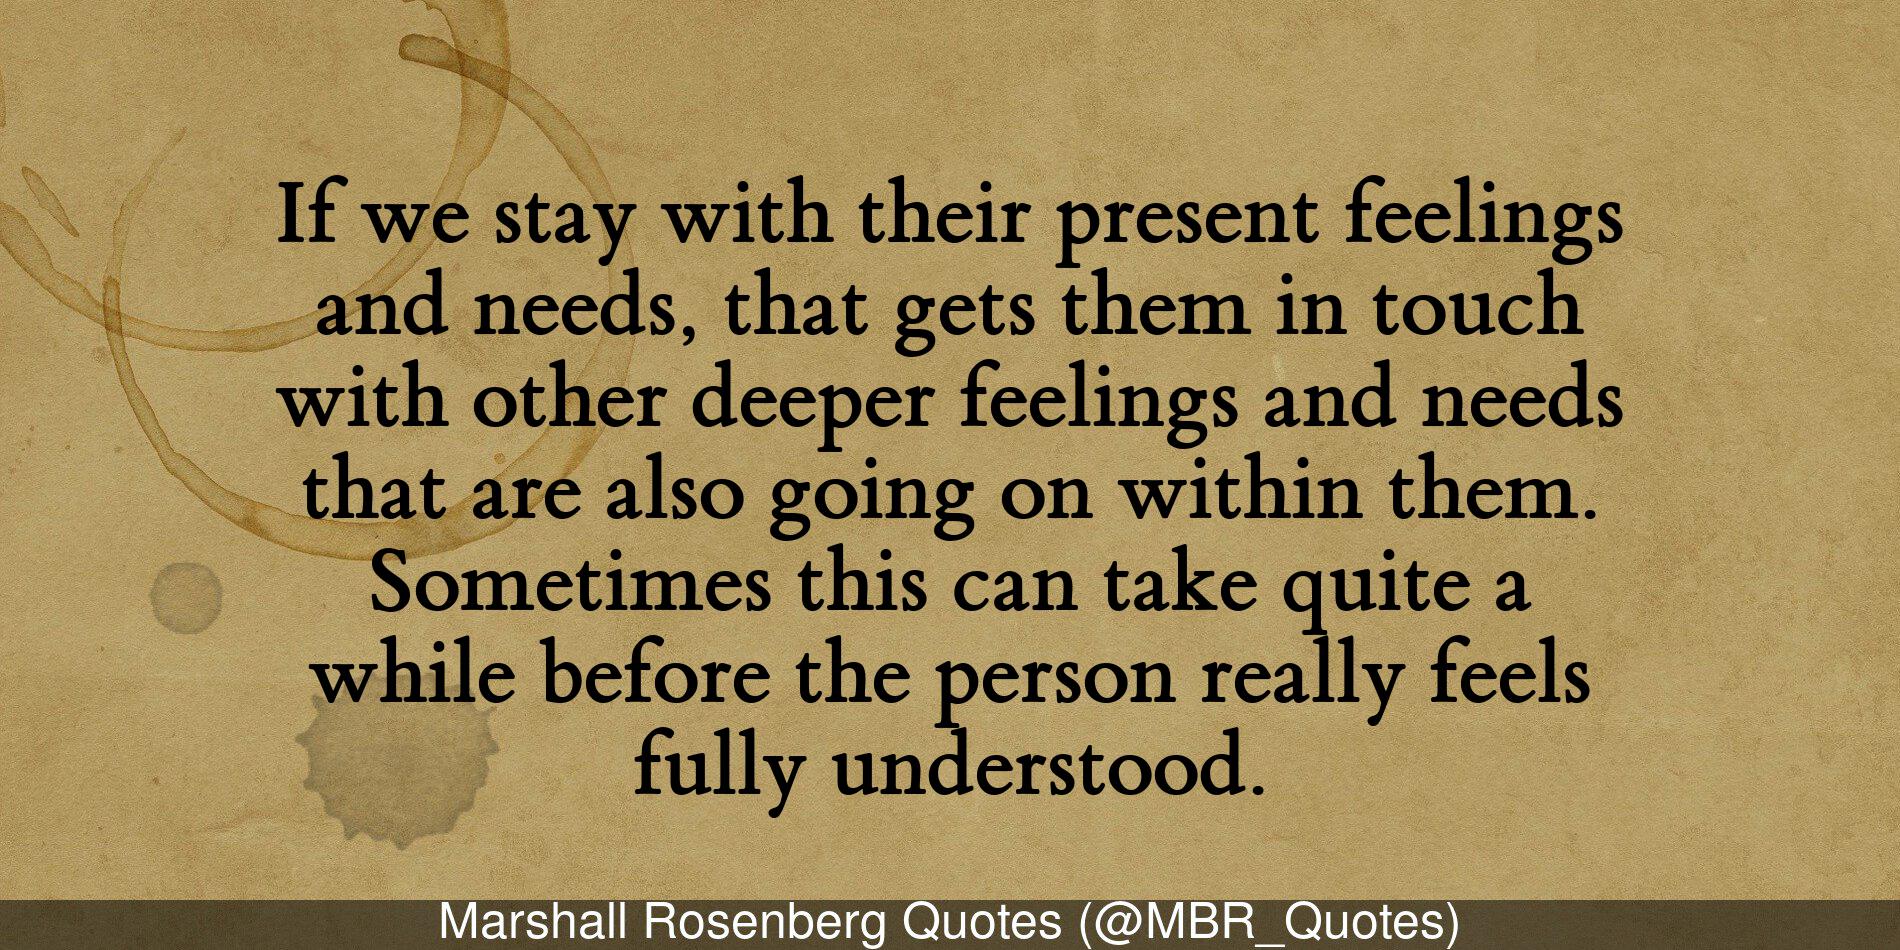 If we stay with their present feelings
and needs, that gets them in touch
with other deeper feelings and needs
that are also going on within them.
Sometimes this can take quite a
while before the person really feels
fully understood.
Marshall Rosenberg Quotes (@MBR_Quotes)